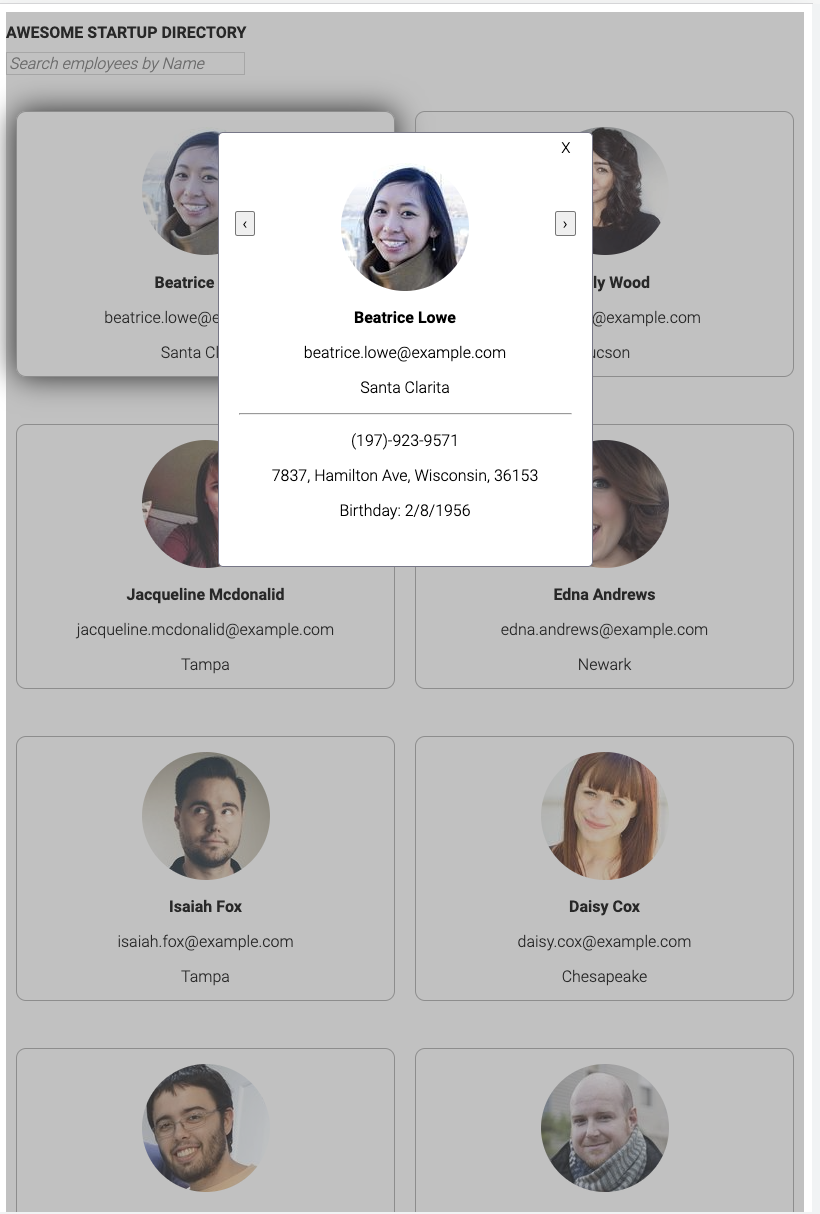 AWESOME STARTUP DIRECTORY
Search employees by Name
X
‹
›
Beatrice Lowe
beatrice.lowe@example.com
Santa Clarita
(197)-923-9571
7837, Hamilton Ave, Wisconsin, 36153
Birthday: 2/8/1956
Beatrice
ly Wood
beatrice.lowe@e
@example.com
Santa Cl
ucson
Jacqueline Mcdonalid
Edna Andrews
jacqueline.mcdonalid@example.com
edna.andrews@example.com
Tampa
Newark
Isaiah Fox
Daisy Cox
isaiah.fox@example.com
daisy.cox@example.com
Tampa
Chesapeake